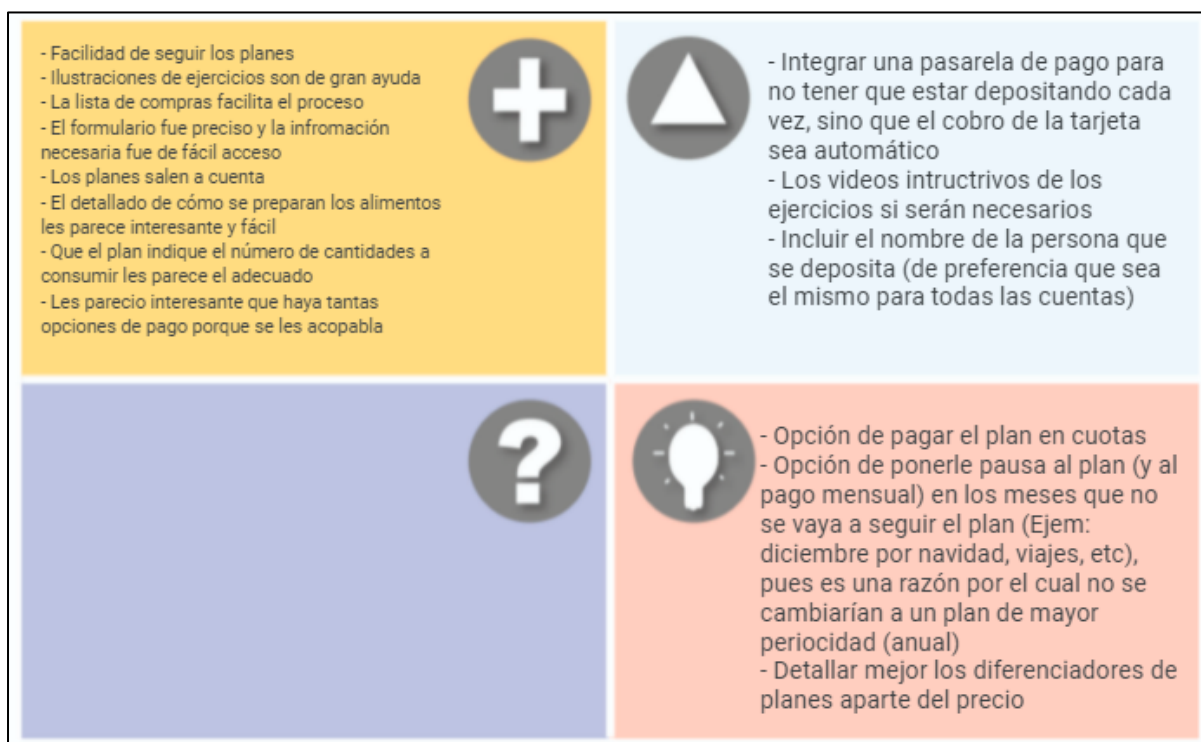 - Facilidad de seguir los planes
- Ilustraciones de ejercicios son de gran ayuda
- La lista de compras facilita el proceso
- El formulario fue preciso y la infromación
necesaria fue de fácil acceso
- Los planes salen a cuenta
- El detallado de cómo se preparan los alimentos
les parece interesante y fácil
- Que el plan indique el número de cantidades a
consumir les parece el adecuado
- Les parecio interesante que haya tantas
opciones de pago porque se les acopabla
- Integrar una pasarela de pago para
no tener que estar depositando cada
vez, sino que el cobro de la tarjeta
sea automático
- Los videos intructrivos de los
ejercicios si serán necesarios
- Incluir el nombre de la persona que
se deposita (de preferencia que sea
el mismo para todas las cuentas)
?
- Opción de pagar el plan en cuotas
- Opción de ponerle pausa al plan (y al
pago mensual) en los meses que no
se vaya a seguir el plan (Ejem:
diciembre por navidad, viajes, etc),
pues es una razón por el cual no se
cambiarían a un plan de mayor
periocidad (anual)
- Detallar mejor los diferenciadores de
planes aparte del precio